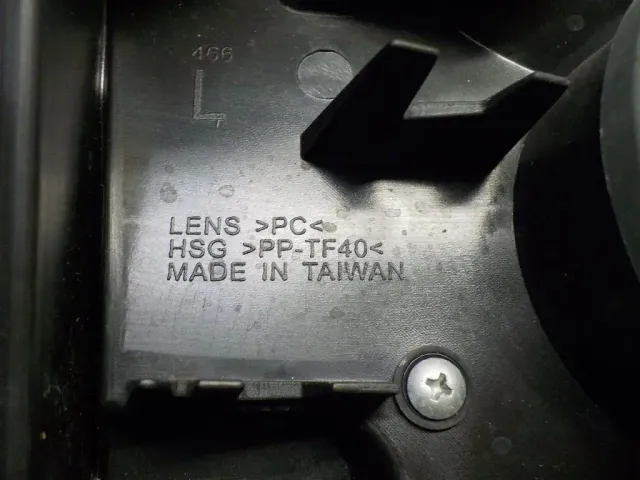 466
L
LENS >PC<
HSG >PP-TF40<
MADE IN TAIWAN